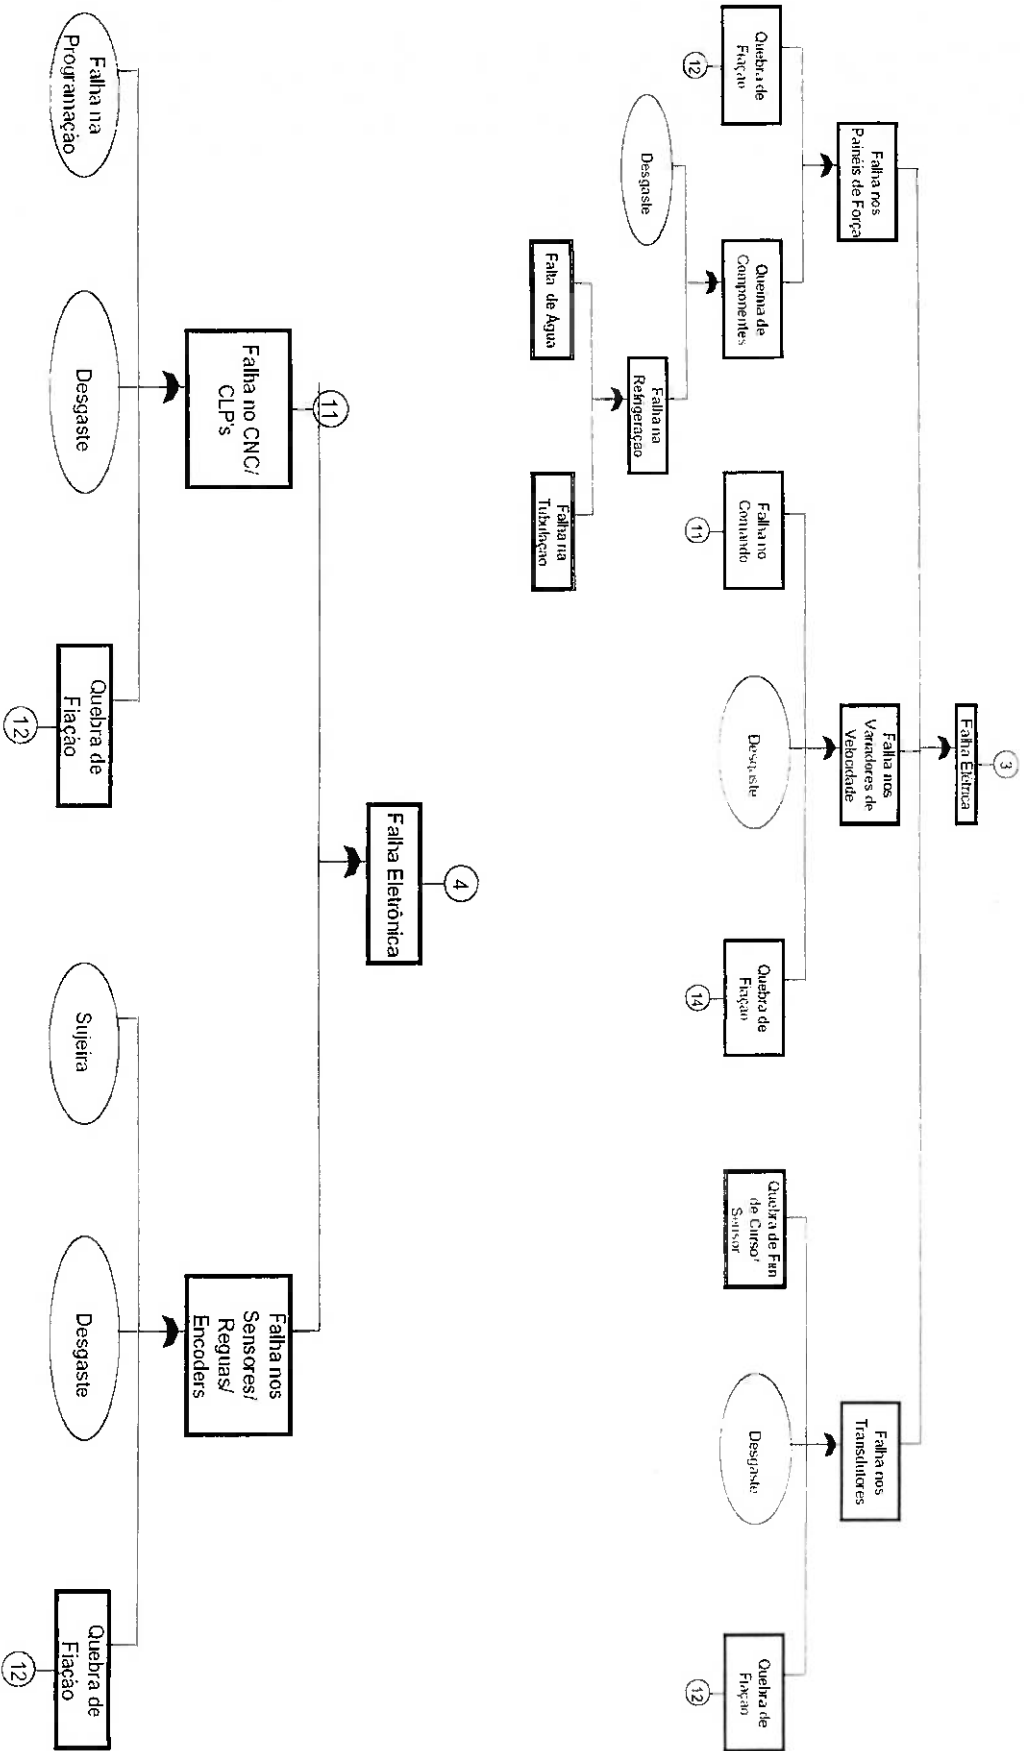 3
Falha Elétrica
Falha nos
Painéis de Força
Falha nos
Variadores de
Velocidade
Falha nos
Transdutores
Quebra de
Fiação
12
Queima de
Componentes
Falha no
Comando
11
Desgaste
Quebra de
Fiação
14
Quebra de Fim
de Curso/
Sensor
Desgaste
Quebra de
Fiação
12
Desgaste
Falha na
Refrigeração
Falta de Água
Falha na
Tubulação
4
Falha Eletrônica
11
Falha no CNC/
CLP's
Falha nos
Sensores/
Reguas/
Encoders
Falha na
Programação
Desgaste
Quebra de
Fiação
12
Sujeira
Desgaste
Quebra de
Fiação
12